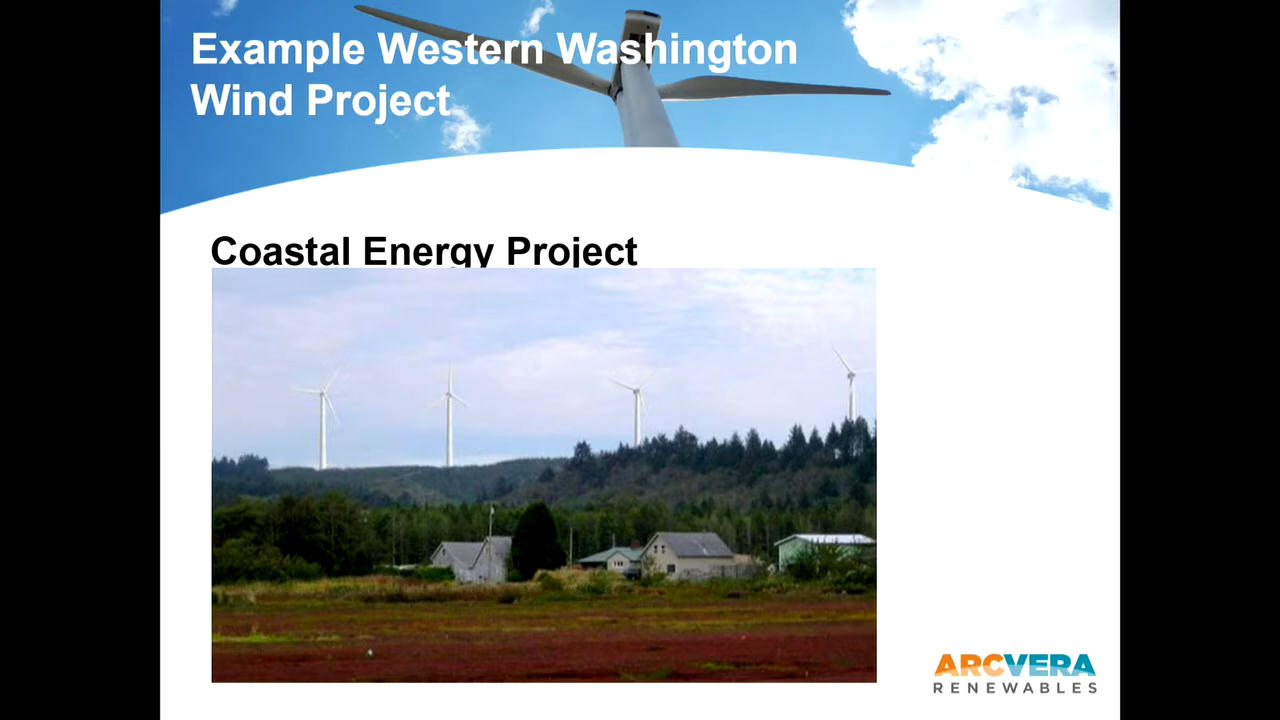 Example Western Washington
Wind Project
Coastal Energy Project
ARCVERA
RENEWABLES